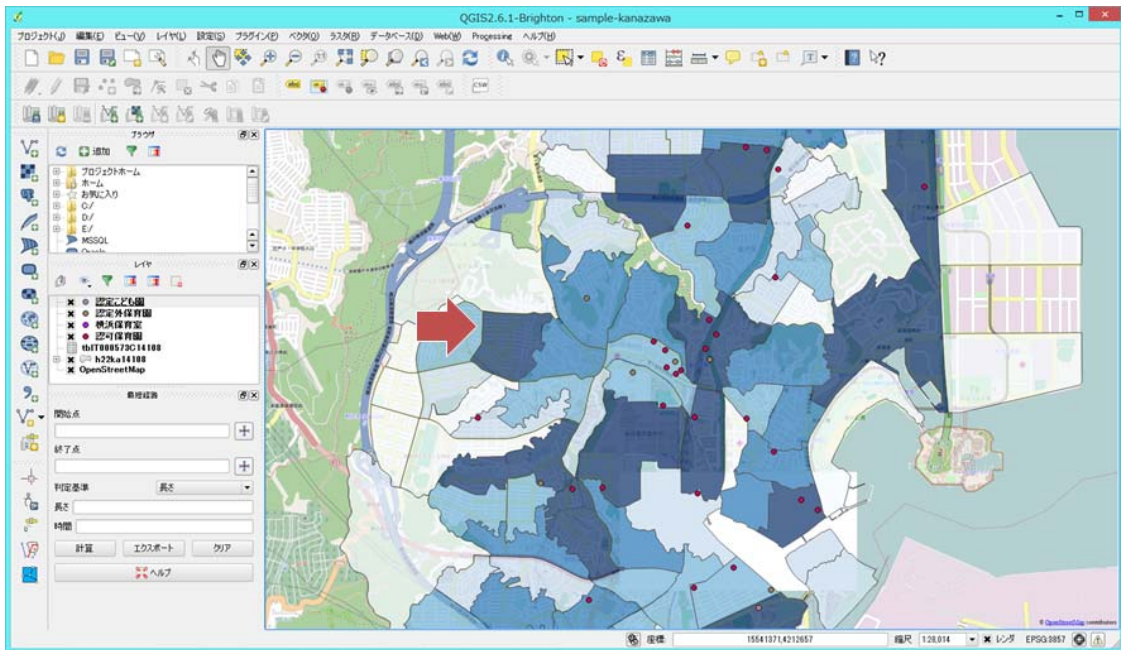 QGIS2.6.1-Brighton - sample-kanazawa
プロジェクト(J) 編集(E) ビュー(V) レイヤ(L) 設定(S) プラグイン(P) ベクタ(O) ラスタ(R) データベース(D) Web(W) Progessing ヘルプ(H)
CSW
ブラウザ
追加
プロジェクトホーム
ホーム
お気に入り
C:/
D:/
E:/
MSSQL
レイヤ
認定こども園
認定外保育園
横浜保育室
認可保育園
tblT000573C14108
h22ka14108
OpenStreetMap
最短経路
開始点
終了点
判定基準 長さ
長さ
時間
計算 エクスポート クリア
ヘルプ
© OpenStreetMap contributors
座標: 15541371,4212657 縮尺 1:28,014 レンダ EPSG:3857